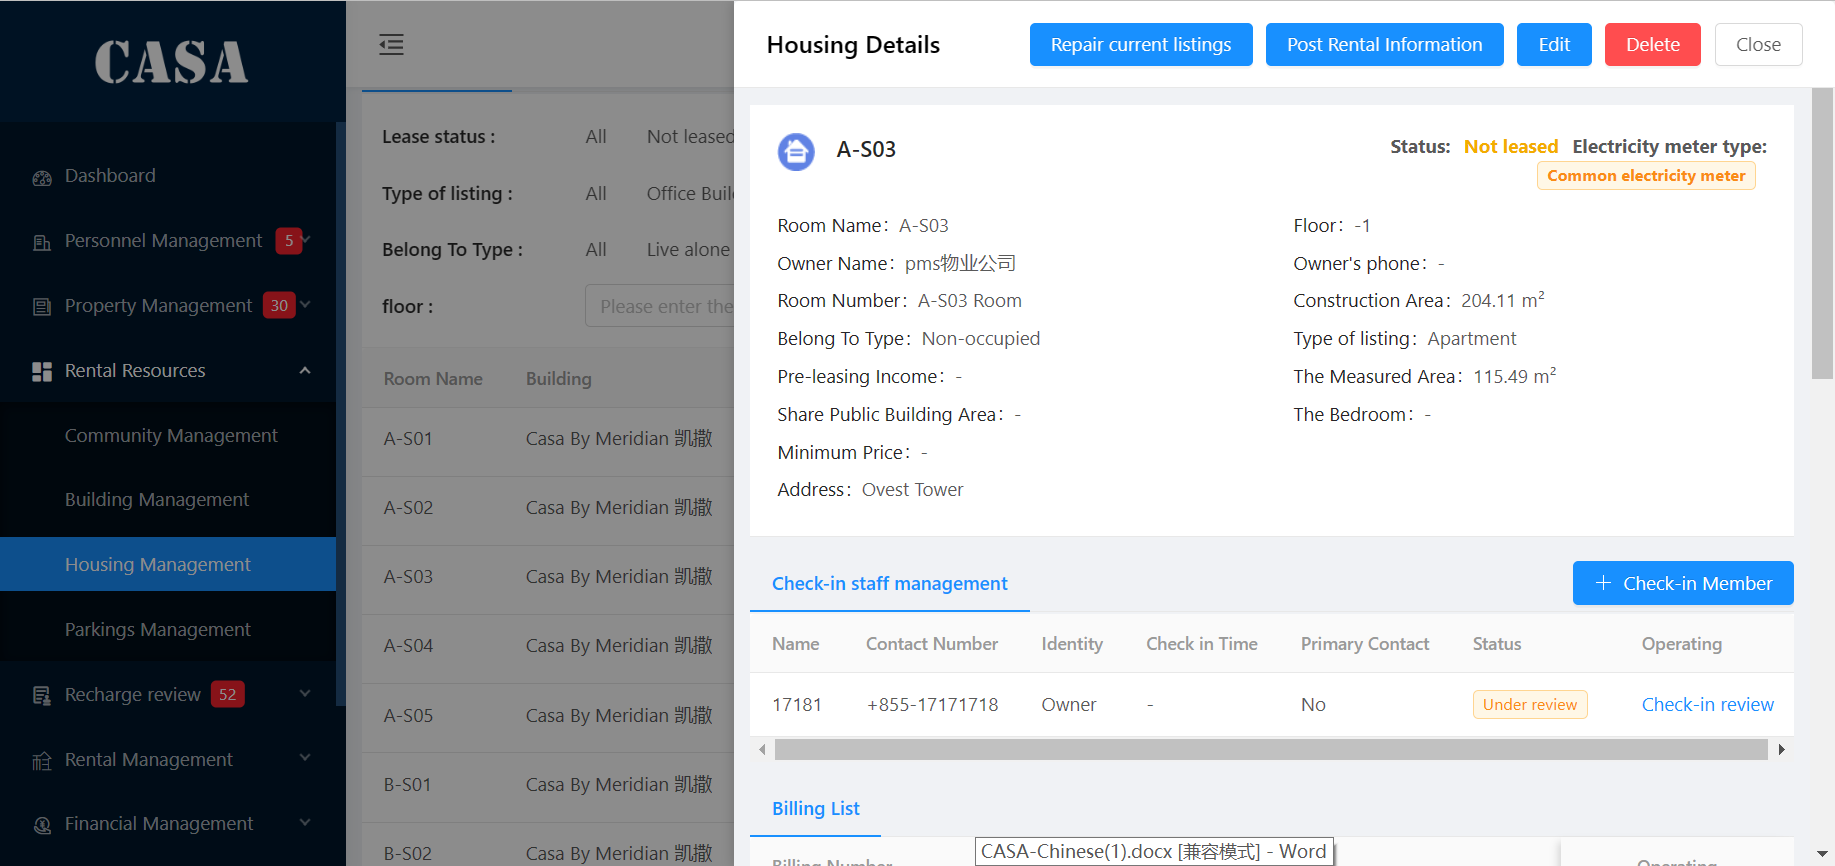 CASA
Dashboard
Personnel Management 5
Property Management 30
Rental Resources
Community Management
Building Management
Housing Management
Parkings Management
Recharge review 52
Rental Management
Financial Management
Lease status : All Not leased
Type of listing : All Office Buil
Belong To Type : All Live alone
floor : Please enter the
Room Name Building
A-S01 Casa By Meridian 凯撒
A-S02 Casa By Meridian 凯撒
A-S03 Casa By Meridian 凯撒
A-S04 Casa By Meridian 凯撒
A-S05 Casa By Meridian 凯撒
B-S01 Casa By Meridian 凯撒
B-S02 Casa By Meridian 凯撒
Housing Details
Repair current listings Post Rental Information Edit Delete Close
A-S03
Status: Not leased Electricity meter type:
Common electricity meter
Room Name： A-S03 Floor： -1
Owner Name： pms物业公司 Owner's phone： -
Room Number： A-S03 Room Construction Area： 204.11 m²
Belong To Type： Non-occupied Type of listing： Apartment
Pre-leasing Income： - The Measured Area： 115.49 m²
Share Public Building Area： - The Bedroom： -
Minimum Price： -
Address： Ovest Tower
Check-in staff management + Check-in Member
Name Contact Number Identity Check in Time Primary Contact Status Operating
17181 +855-17171718 Owner - No Under review Check-in review
Billing List
Billing Number Operating
CASA-Chinese(1).docx [兼容模式] - Word